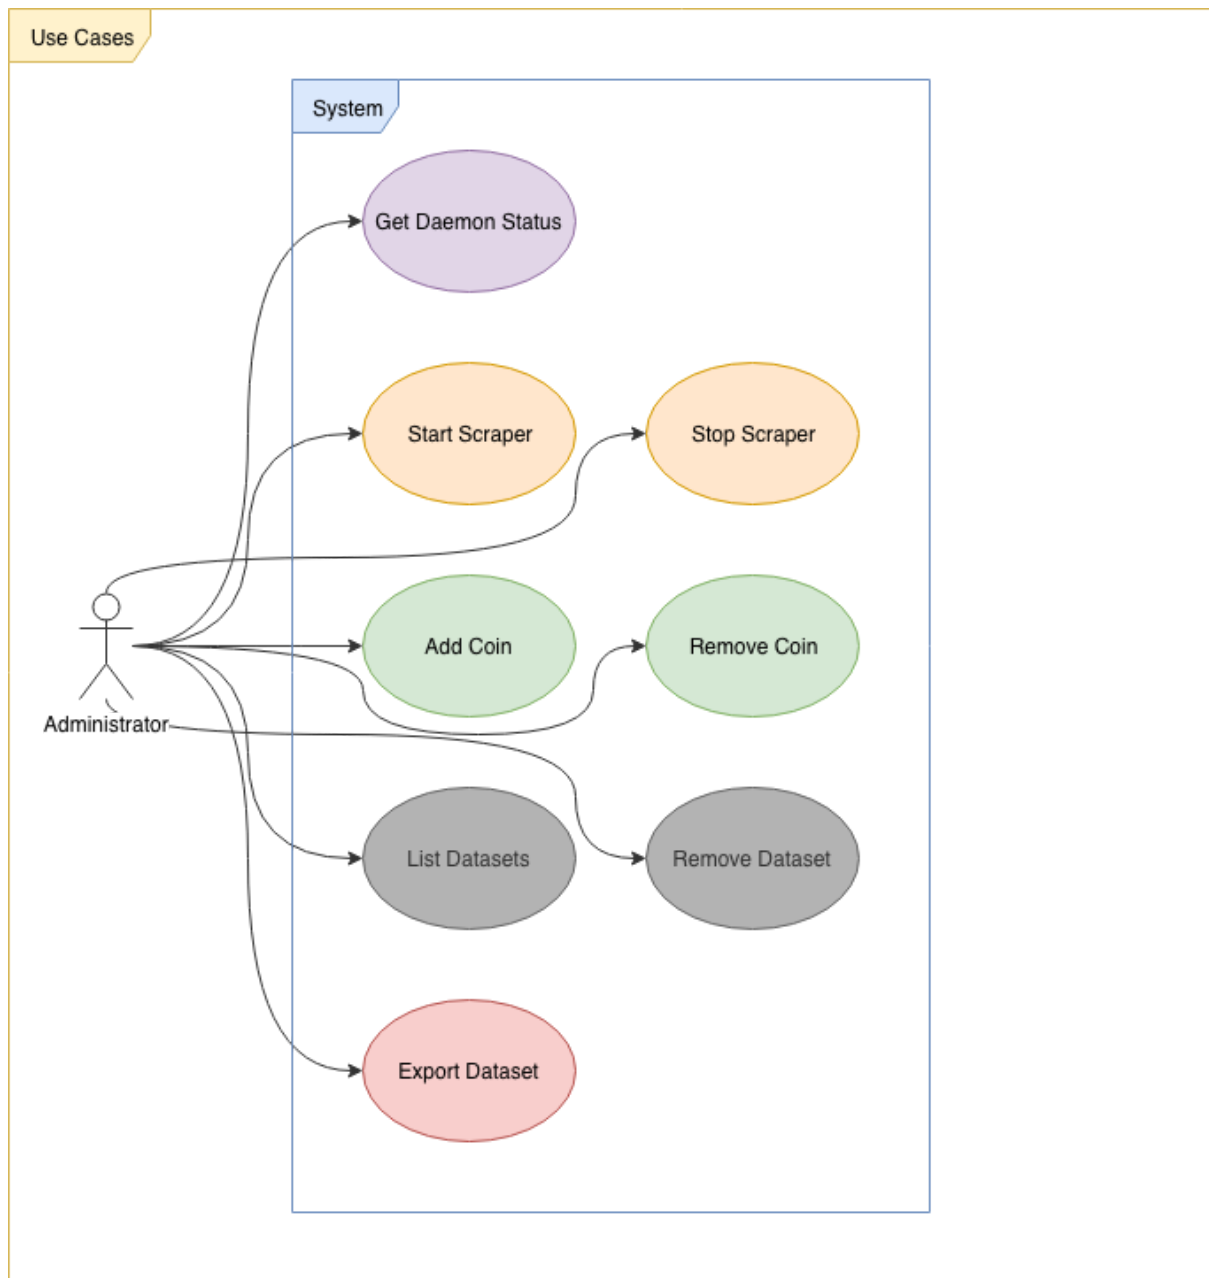 Use Cases
System
Get Daemon Status
Start Scraper
Stop Scraper
Add Coin
Remove Coin
Administrator
List Datasets
Remove Dataset
Export Dataset